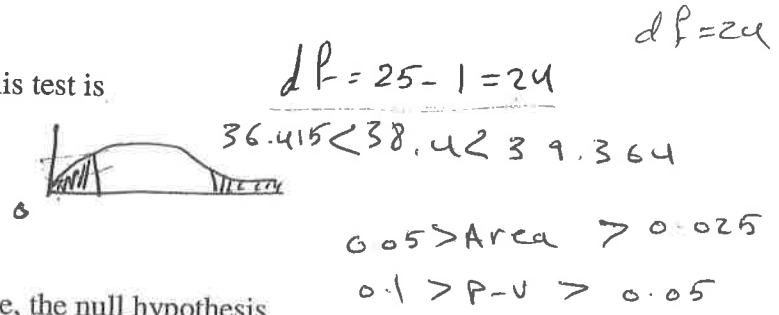 df=24
is test is
df = 25-1 = 24
36.415<38.4<39.364
0
0.05>Area > 0.025
0.1 > P-v > 0.05
e, the null hypothesis